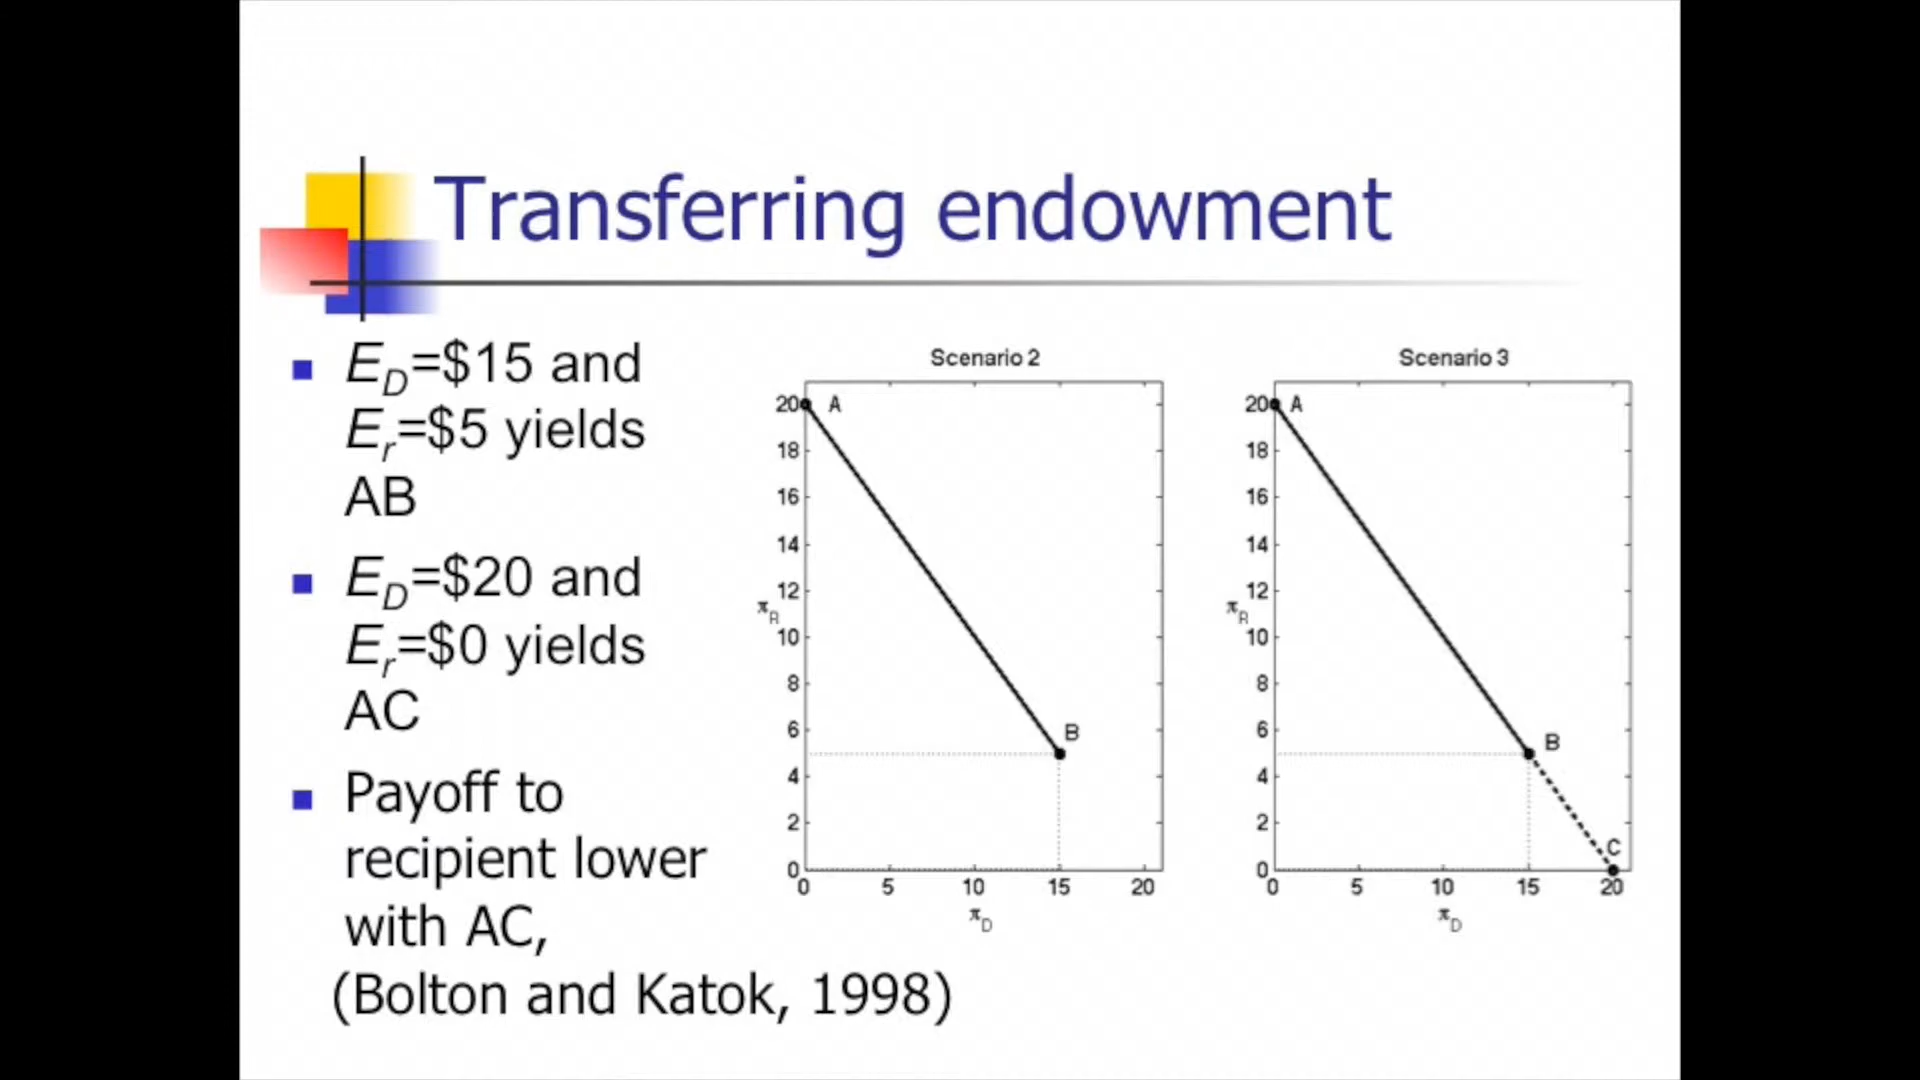 Transferring endowment
E_D=$15 and
E_r=$5 yields
AB
E_D=$20 and
E_r=$0 yields
AC
Payoff to
recipient lower
with AC,
(Bolton and Katok, 1998)
Scenario 2
20
A
18
16
14
12
π_R
10
8
6
B
4
2
0
0 5 10 15 20
π_D
Scenario 3
20
A
18
16
14
12
π_R
10
8
6
B
4
2
C
0
0 5 10 15 20
π_D